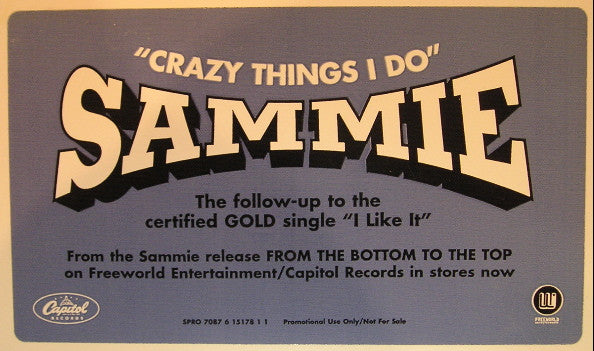 "CRAZY THINGS I DO"
SAMMIE
The follow-up to the
certified GOLD single "I Like It"
From the Sammie release FROM THE BOTTOM TO THE TOP
on Freeworld Entertainment/Capitol Records in stores now
Capitol
RECORDS
SPRO 7087 6 15178 1 1 Promotional Use Only/Not For Sale
FREEWORLD
ENTERTAINMENT